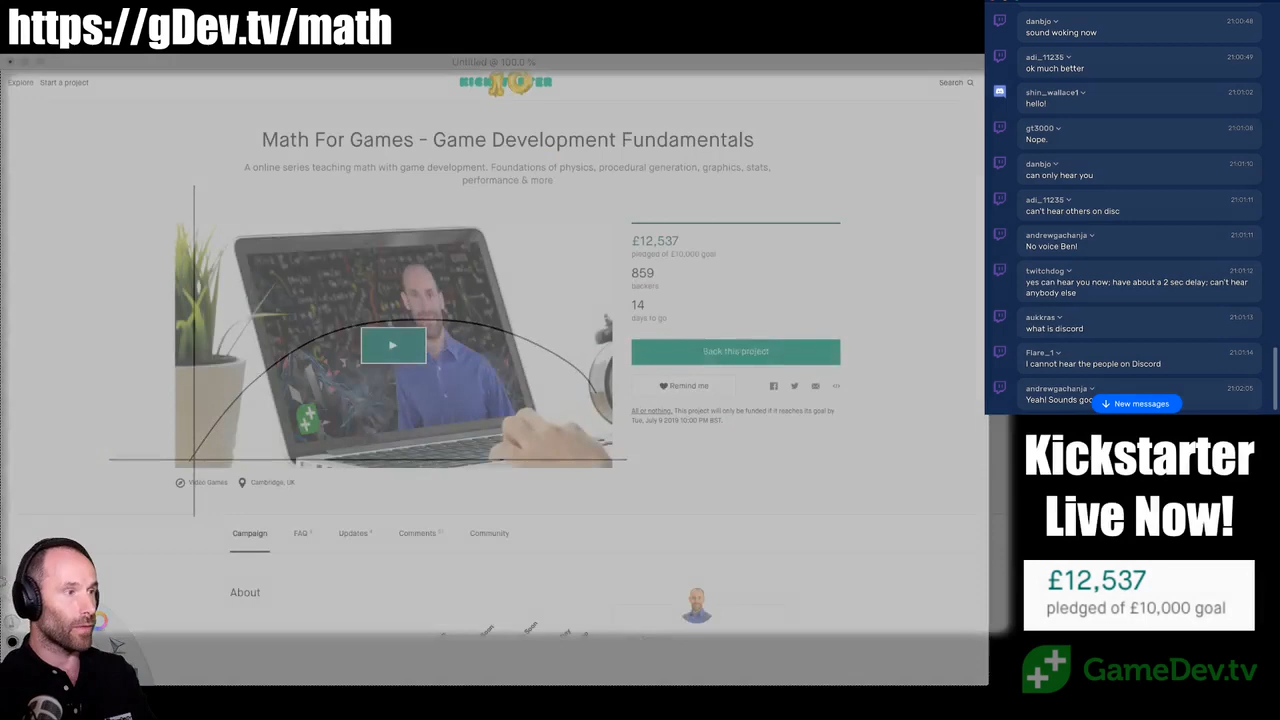 https://gDev.tv/math
Untitled @ 100.0 %
Explore Start a project
KICKSTARTER
Search
Math For Games - Game Development Fundamentals
A online series teaching math with game development. Foundations of physics, procedural generation, graphics, stats,
performance & more
£12,537
pledged of £10,000 goal
859
backers
14
days to go
Back this project
Remind me
All or nothing. This project will only be funded if it reaches its goal by
Tue, July 9 2019 10:00 PM BST.
Video Games Cambridge, UK
Campaign FAQ Updates Comments Community
About
Soon
Soon
danbjo 21:00:48
sound woking now
adi_11235 21:00:49
ok much better
shin_wallace1 21:01:02
hello!
gt3000 21:01:08
Nope.
danbjo 21:01:10
can only hear you
adi_11235 21:01:11
can't hear others on disc
andrewgachanja 21:01:11
No voice Ben!
twitchdog 21:01:12
yes can hear you now; have about a 2 sec delay; can't hear
anybody else
aukkras 21:01:13
what is discord
Flare_1 21:01:14
I cannot hear the people on Discord
andrewgachanja 21:02:05
Yeah! Sounds
New messages
Kickstarter
Live Now!
£12,537
pledged of £10,000 goal
GameDev.tv